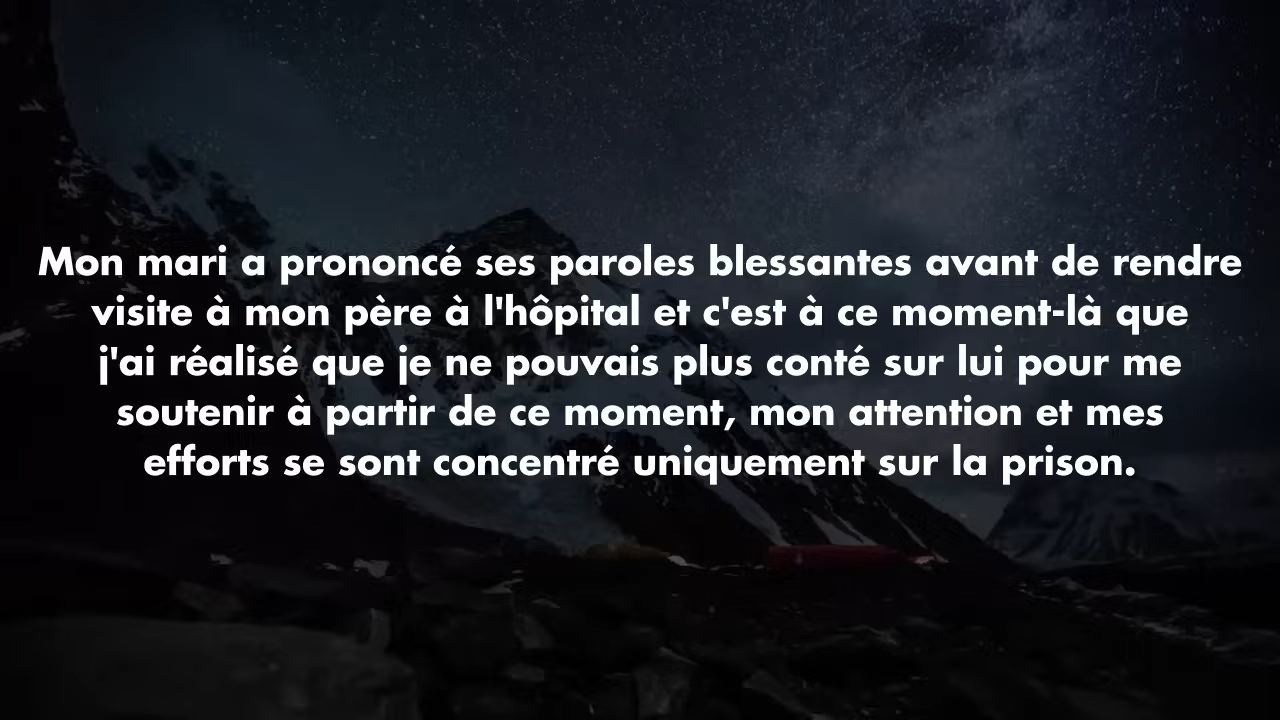 Mon mari a prononcé ses paroles blessantes avant de rendre
visite à mon père à l'hôpital et c'est à ce moment-là que
j'ai réalisé que je ne pouvais plus conté sur lui pour me
soutenir à partir de ce moment, mon attention et mes
efforts se sont concentré uniquement sur la prison.